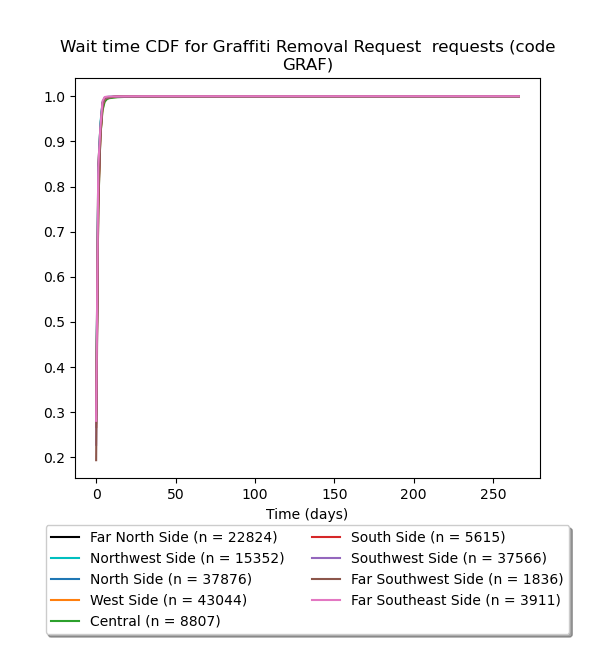 Wait time CDF for Graffiti Removal Request  requests (code
GRAF)
1.0
0.9
0.8
0.7
0.6
0.5
0.4
0.3
0.2
0 50 100 150 200 250
Time (days)
Far North Side (n = 22824)
Northwest Side (n = 15352)
North Side (n = 37876)
West Side (n = 43044)
Central (n = 8807)
South Side (n = 5615)
Southwest Side (n = 37566)
Far Southwest Side (n = 1836)
Far Southeast Side (n = 3911)